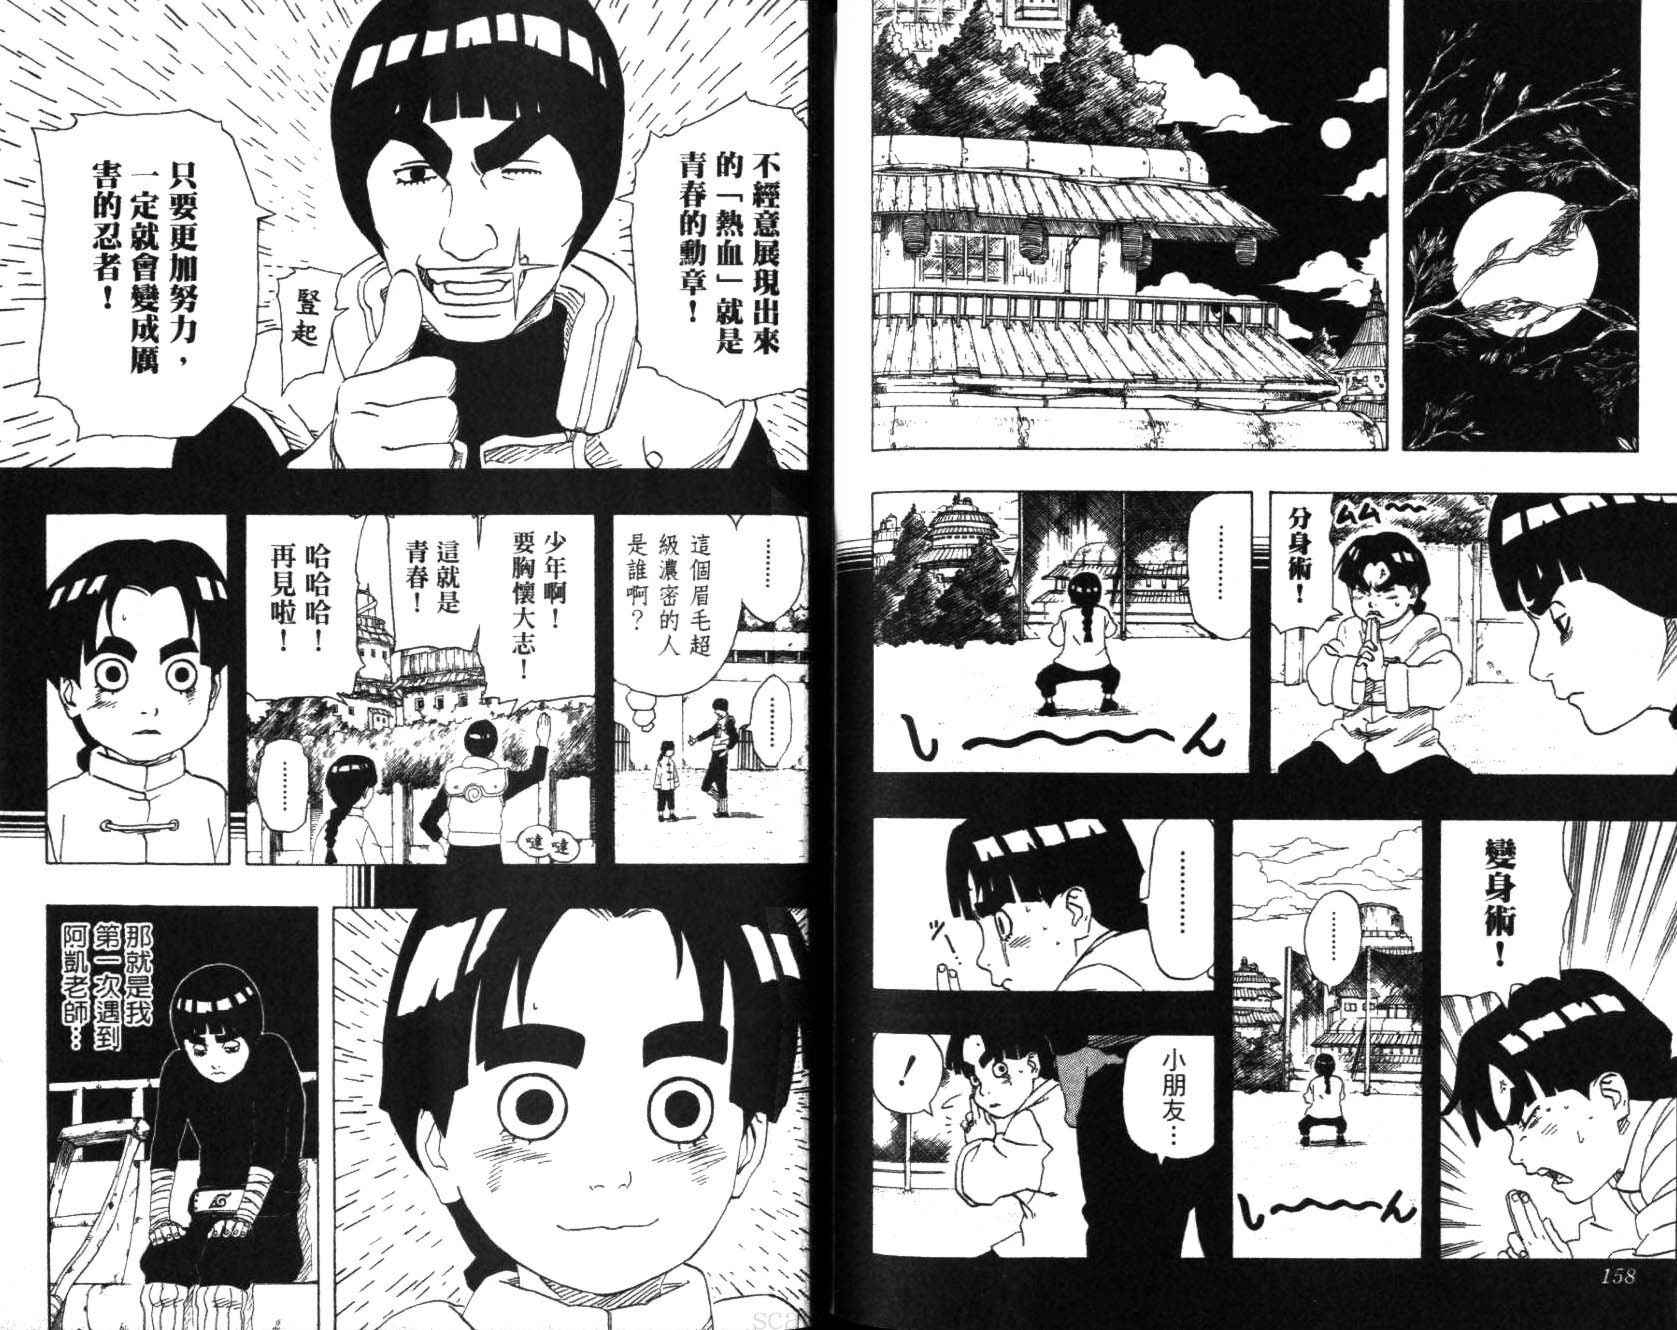 ムム〜
分身術！
………
し〜〜〜ん
變身術！
………
し〜〜〜ん
………
ジー
小朋友…
！
158
不經意展現出來
的「熱血」就是
青春的勳章！
豎起
只要更加努力，
一定就會變成厲
害的忍者！
………
………
這個眉毛超
級濃密的人
是誰啊？
少年啊！
要胸懷大志！
這就是
青春！
哈哈哈！
再見啦！
………
噠噠
那就是我
第一次遇到
阿凱老師…